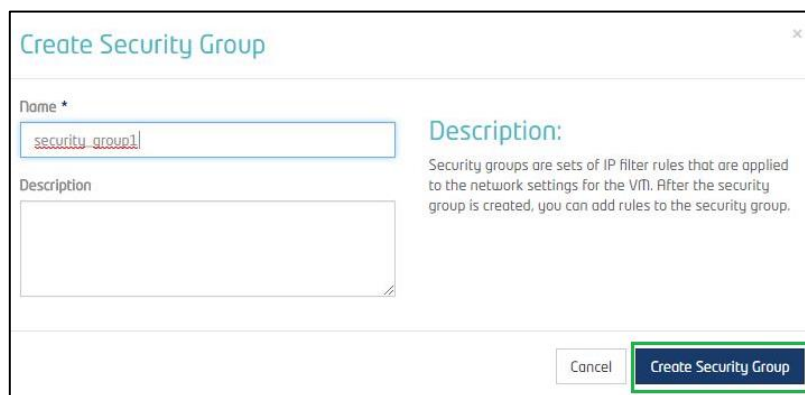 Create Security Group
×
Name *
security_group1
Description
Description:
Security groups are sets of IP filter rules that are applied
to the network settings for the VM. After the security
group is created, you can add rules to the security group.
Cancel
Create Security Group